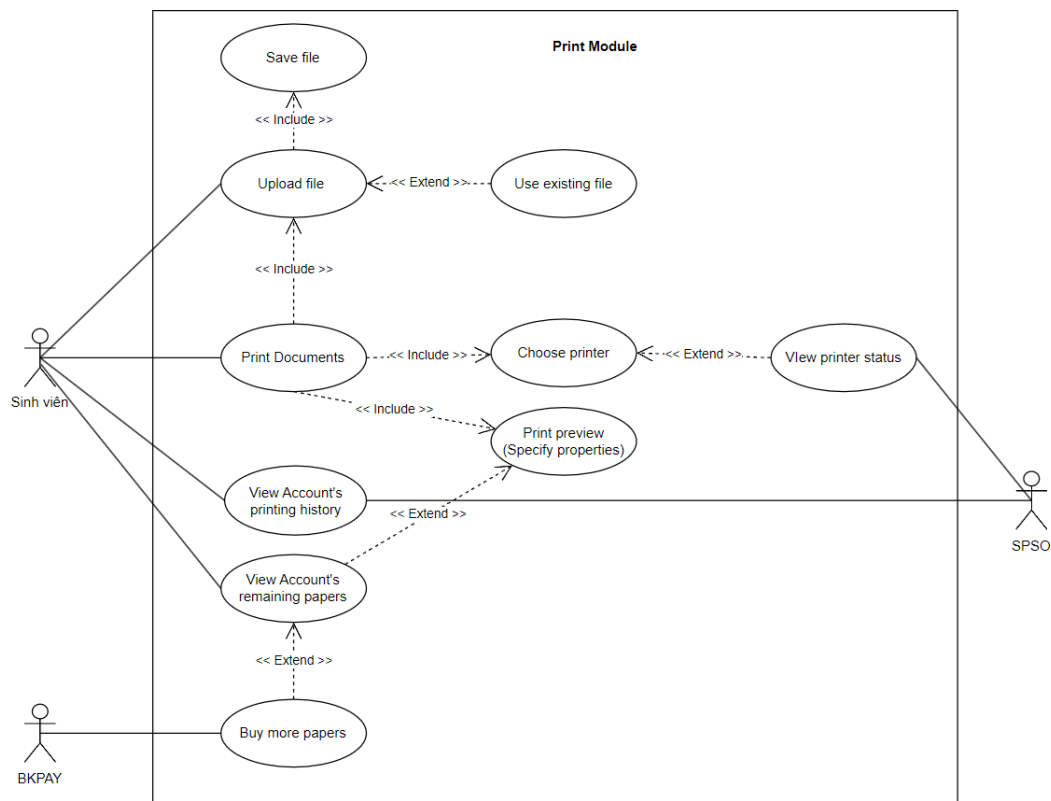 Print Module
Save file
<< Include >>
Upload file
<< Extend >>
Use existing file
<< Include >>
Print Documents
<< Include >>
Choose printer
<< Extend >>
VIew printer status
Sinh viên
<< Include >>
Print preview
(Specify properties)
View Account's
printing history
<< Extend >>
SPSO
View Account's
remaining papers
<< Extend >>
Buy more papers
BKPAY